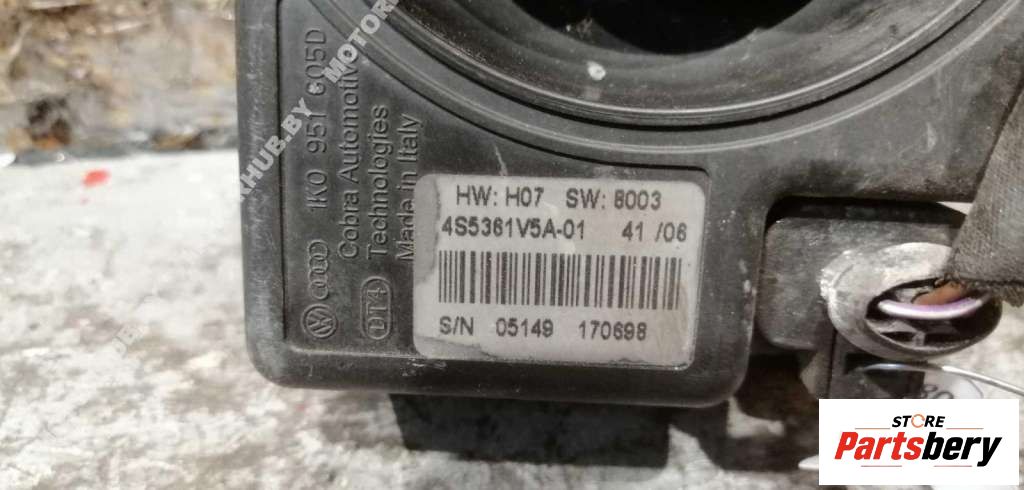 1K0 951 605D
Cobra Automotive
Technologies
Made in Italy
HW: H07 SW: 8003
4S5361V5A-01 41 /06
S/N 05149 170698
STORE
Partsbery